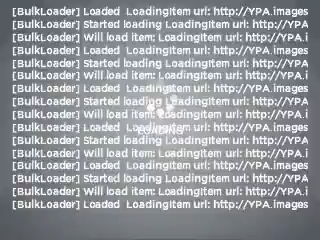 [BulkLoader] Loaded LoadingItem url: http://YPA.images
[BulkLoader] Started loading LoadingItem url: http://YPA
[BulkLoader] Will load item: LoadingItem url: http://YPA.i
[BulkLoader] Loaded LoadingItem url: http://YPA.images
[BulkLoader] Started loading LoadingItem url: http://YPA
[BulkLoader] Will load item: LoadingItem url: http://YPA.i
[BulkLoader] Loaded LoadingItem url: http://YPA.images
[BulkLoader] Started loading LoadingItem url: http://YPA
[BulkLoader] Will load item: LoadingItem url: http://YPA.i
[BulkLoader] Loaded LoadingItem url: http://YPA.images
LOADING
[BulkLoader] Started loading LoadingItem url: http://YPA
[BulkLoader] Will load item: LoadingItem url: http://YPA.i
[BulkLoader] Loaded LoadingItem url: http://YPA.images
[BulkLoader] Started loading LoadingItem url: http://YPA
[BulkLoader] Will load item: LoadingItem url: http://YPA.i
[BulkLoader] Loaded LoadingItem url: http://YPA.images